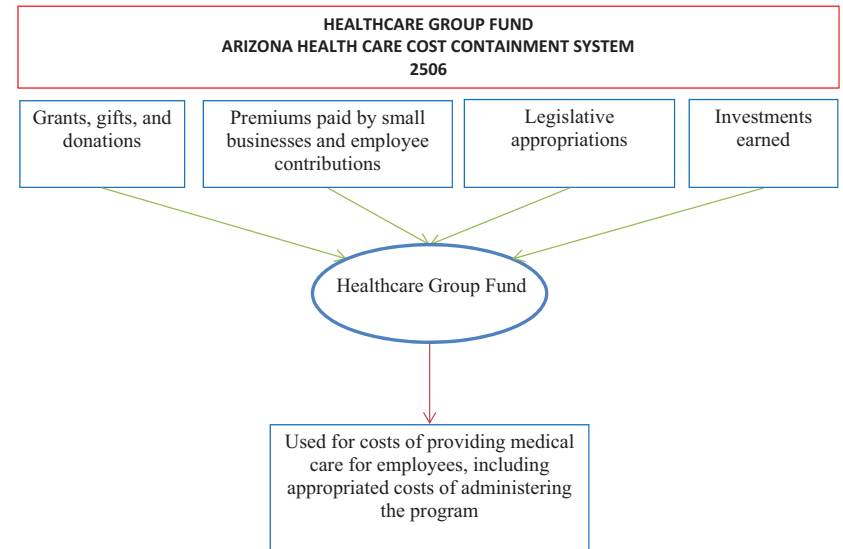 HEALTHCARE GROUP FUND
ARIZONA HEALTH CARE COST CONTAINMENT SYSTEM
2506
Grants, gifts, and
donations
Premiums paid by small
businesses and employee
contributions
Legislative
appropriations
Investments
earned
Healthcare Group Fund
Used for costs of providing medical
care for employees, including
appropriated costs of administering
the program